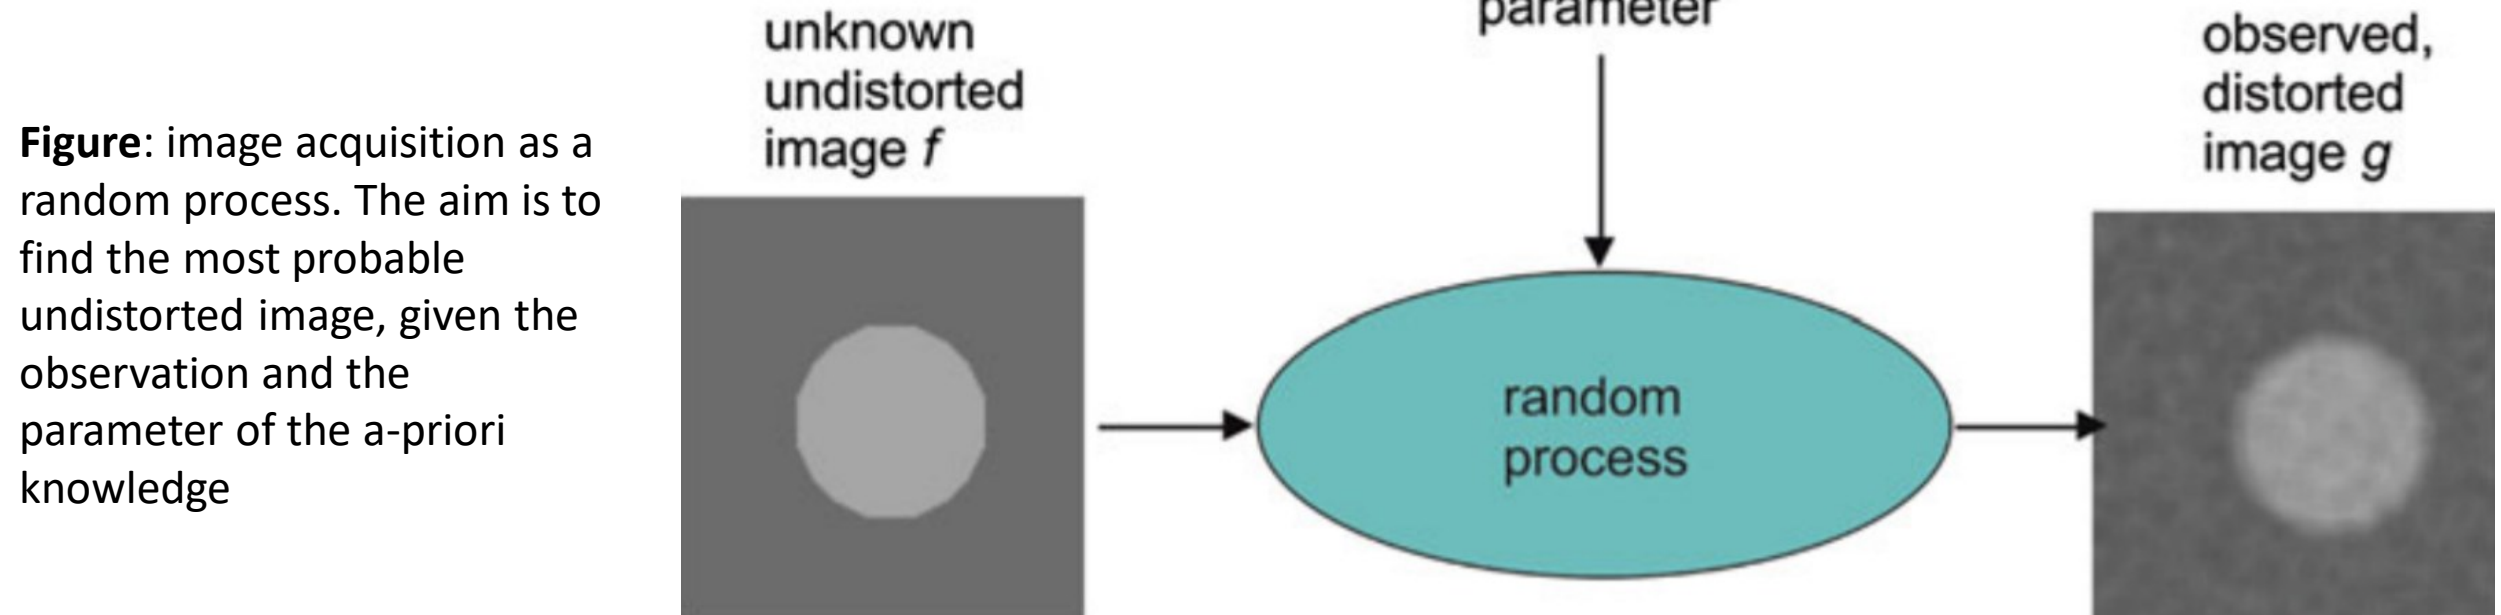 Figure: image acquisition as a
random process. The aim is to
find the most probable
undistorted image, given the
observation and the
parameter of the a-priori
knowledge
unknown
undistorted
image f
parameter
random
process
observed,
distorted
image g